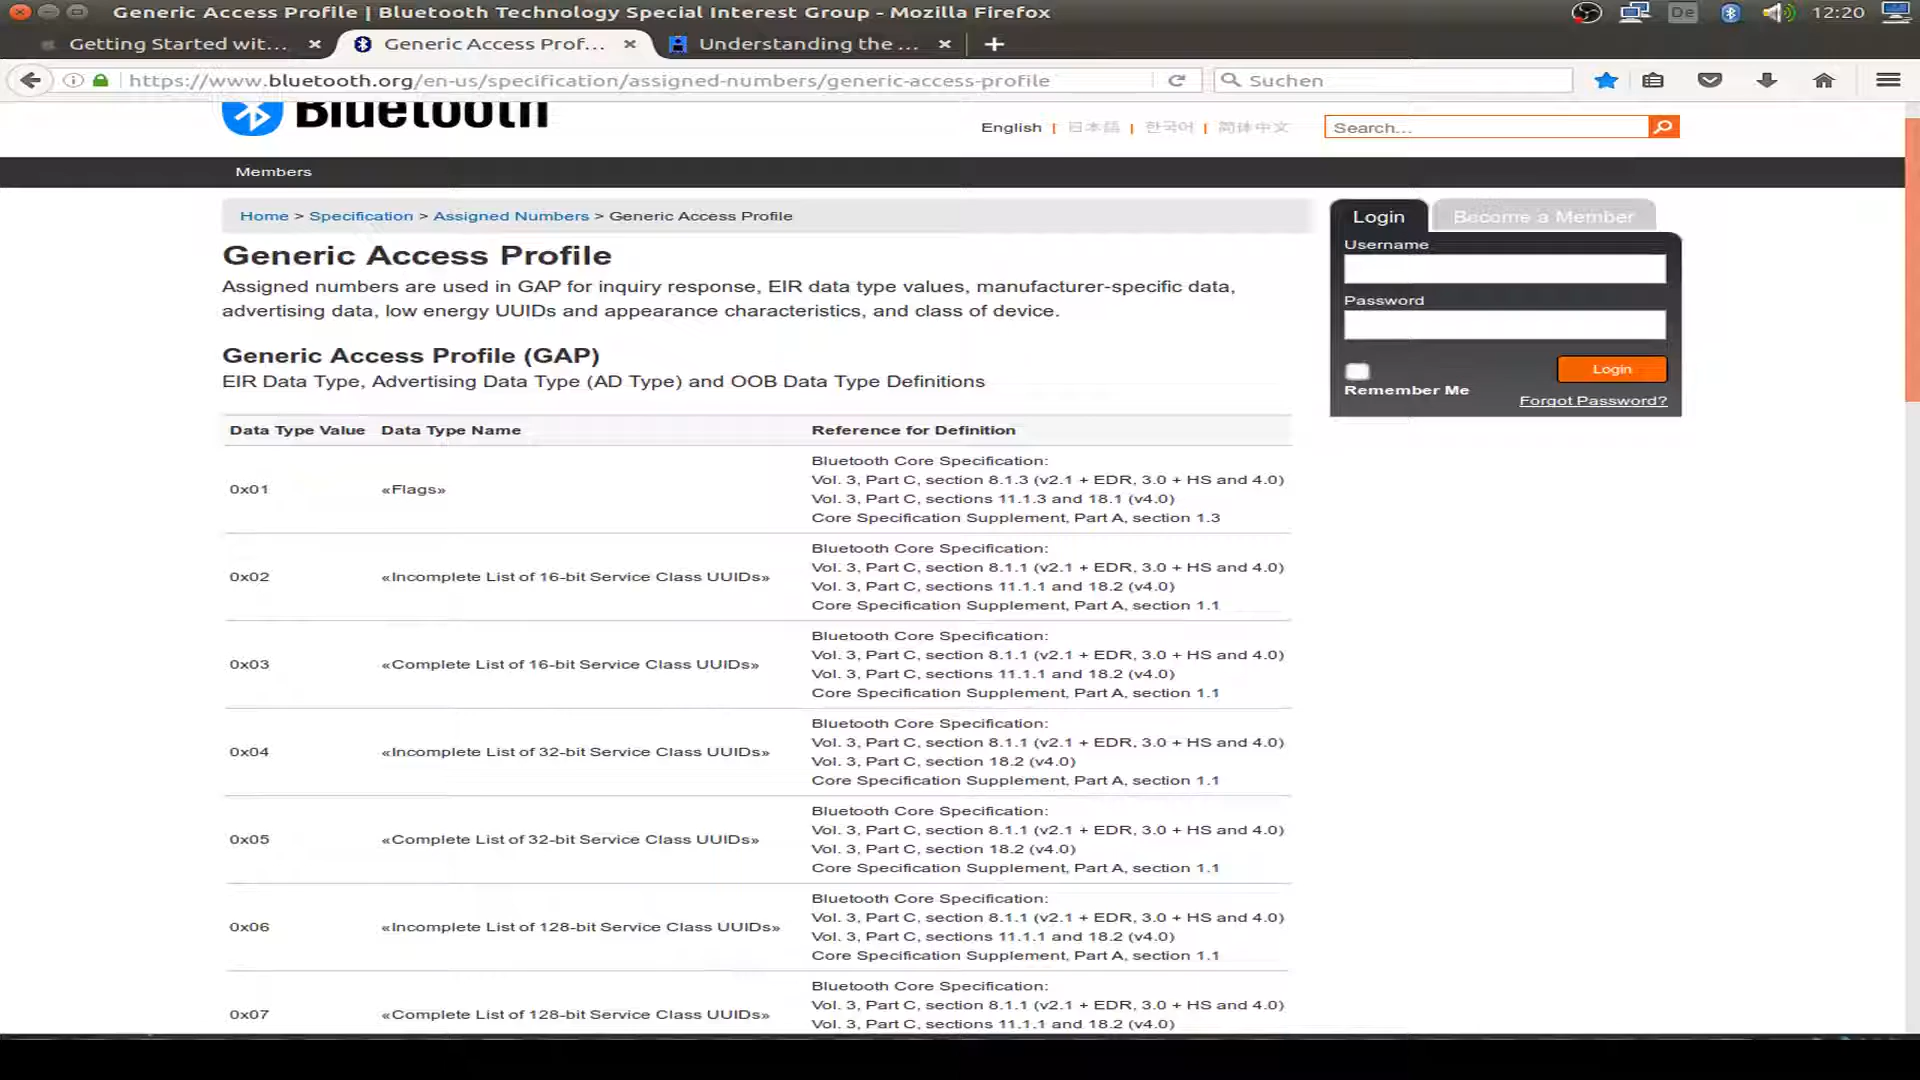 Generic Access Profile | Bluetooth Technology Special Interest Group - Mozilla Firefox
De
12:20
Getting Started wit...
Generic Access Prof...
Understanding the ...
https://www.bluetooth.org/en-us/specification/assigned-numbers/generic-access-profile
Suchen
Bluetooth
English | 日本語 | 한국어 | 简体中文
Search...
Members
Home > Specification > Assigned Numbers > Generic Access Profile
Login
Become a Member
Username
Password
Remember Me
Login
Forgot Password?
Generic Access Profile
Assigned numbers are used in GAP for inquiry response, EIR data type values, manufacturer-specific data,
advertising data, low energy UUIDs and appearance characteristics, and class of device.
Generic Access Profile (GAP)
EIR Data Type, Advertising Data Type (AD Type) and OOB Data Type Definitions
Data Type Value Data Type Name Reference for Definition
0x01 «Flags»
Bluetooth Core Specification:
Vol. 3, Part C, section 8.1.3 (v2.1 + EDR, 3.0 + HS and 4.0)
Vol. 3, Part C, sections 11.1.3 and 18.1 (v4.0)
Core Specification Supplement, Part A, section 1.3
0x02 «Incomplete List of 16-bit Service Class UUIDs»
Bluetooth Core Specification:
Vol. 3, Part C, section 8.1.1 (v2.1 + EDR, 3.0 + HS and 4.0)
Vol. 3, Part C, sections 11.1.1 and 18.2 (v4.0)
Core Specification Supplement, Part A, section 1.1
0x03 «Complete List of 16-bit Service Class UUIDs»
Bluetooth Core Specification:
Vol. 3, Part C, section 8.1.1 (v2.1 + EDR, 3.0 + HS and 4.0)
Vol. 3, Part C, sections 11.1.1 and 18.2 (v4.0)
Core Specification Supplement, Part A, section 1.1
0x04 «Incomplete List of 32-bit Service Class UUIDs»
Bluetooth Core Specification:
Vol. 3, Part C, section 8.1.1 (v2.1 + EDR, 3.0 + HS and 4.0)
Vol. 3, Part C, section 18.2 (v4.0)
Core Specification Supplement, Part A, section 1.1
0x05 «Complete List of 32-bit Service Class UUIDs»
Bluetooth Core Specification:
Vol. 3, Part C, section 8.1.1 (v2.1 + EDR, 3.0 + HS and 4.0)
Vol. 3, Part C, section 18.2 (v4.0)
Core Specification Supplement, Part A, section 1.1
0x06 «Incomplete List of 128-bit Service Class UUIDs»
Bluetooth Core Specification:
Vol. 3, Part C, section 8.1.1 (v2.1 + EDR, 3.0 + HS and 4.0)
Vol. 3, Part C, sections 11.1.1 and 18.2 (v4.0)
Core Specification Supplement, Part A, section 1.1
0x07 «Complete List of 128-bit Service Class UUIDs»
Bluetooth Core Specification:
Vol. 3, Part C, section 8.1.1 (v2.1 + EDR, 3.0 + HS and 4.0)
Vol. 3, Part C, sections 11.1.1 and 18.2 (v4.0)